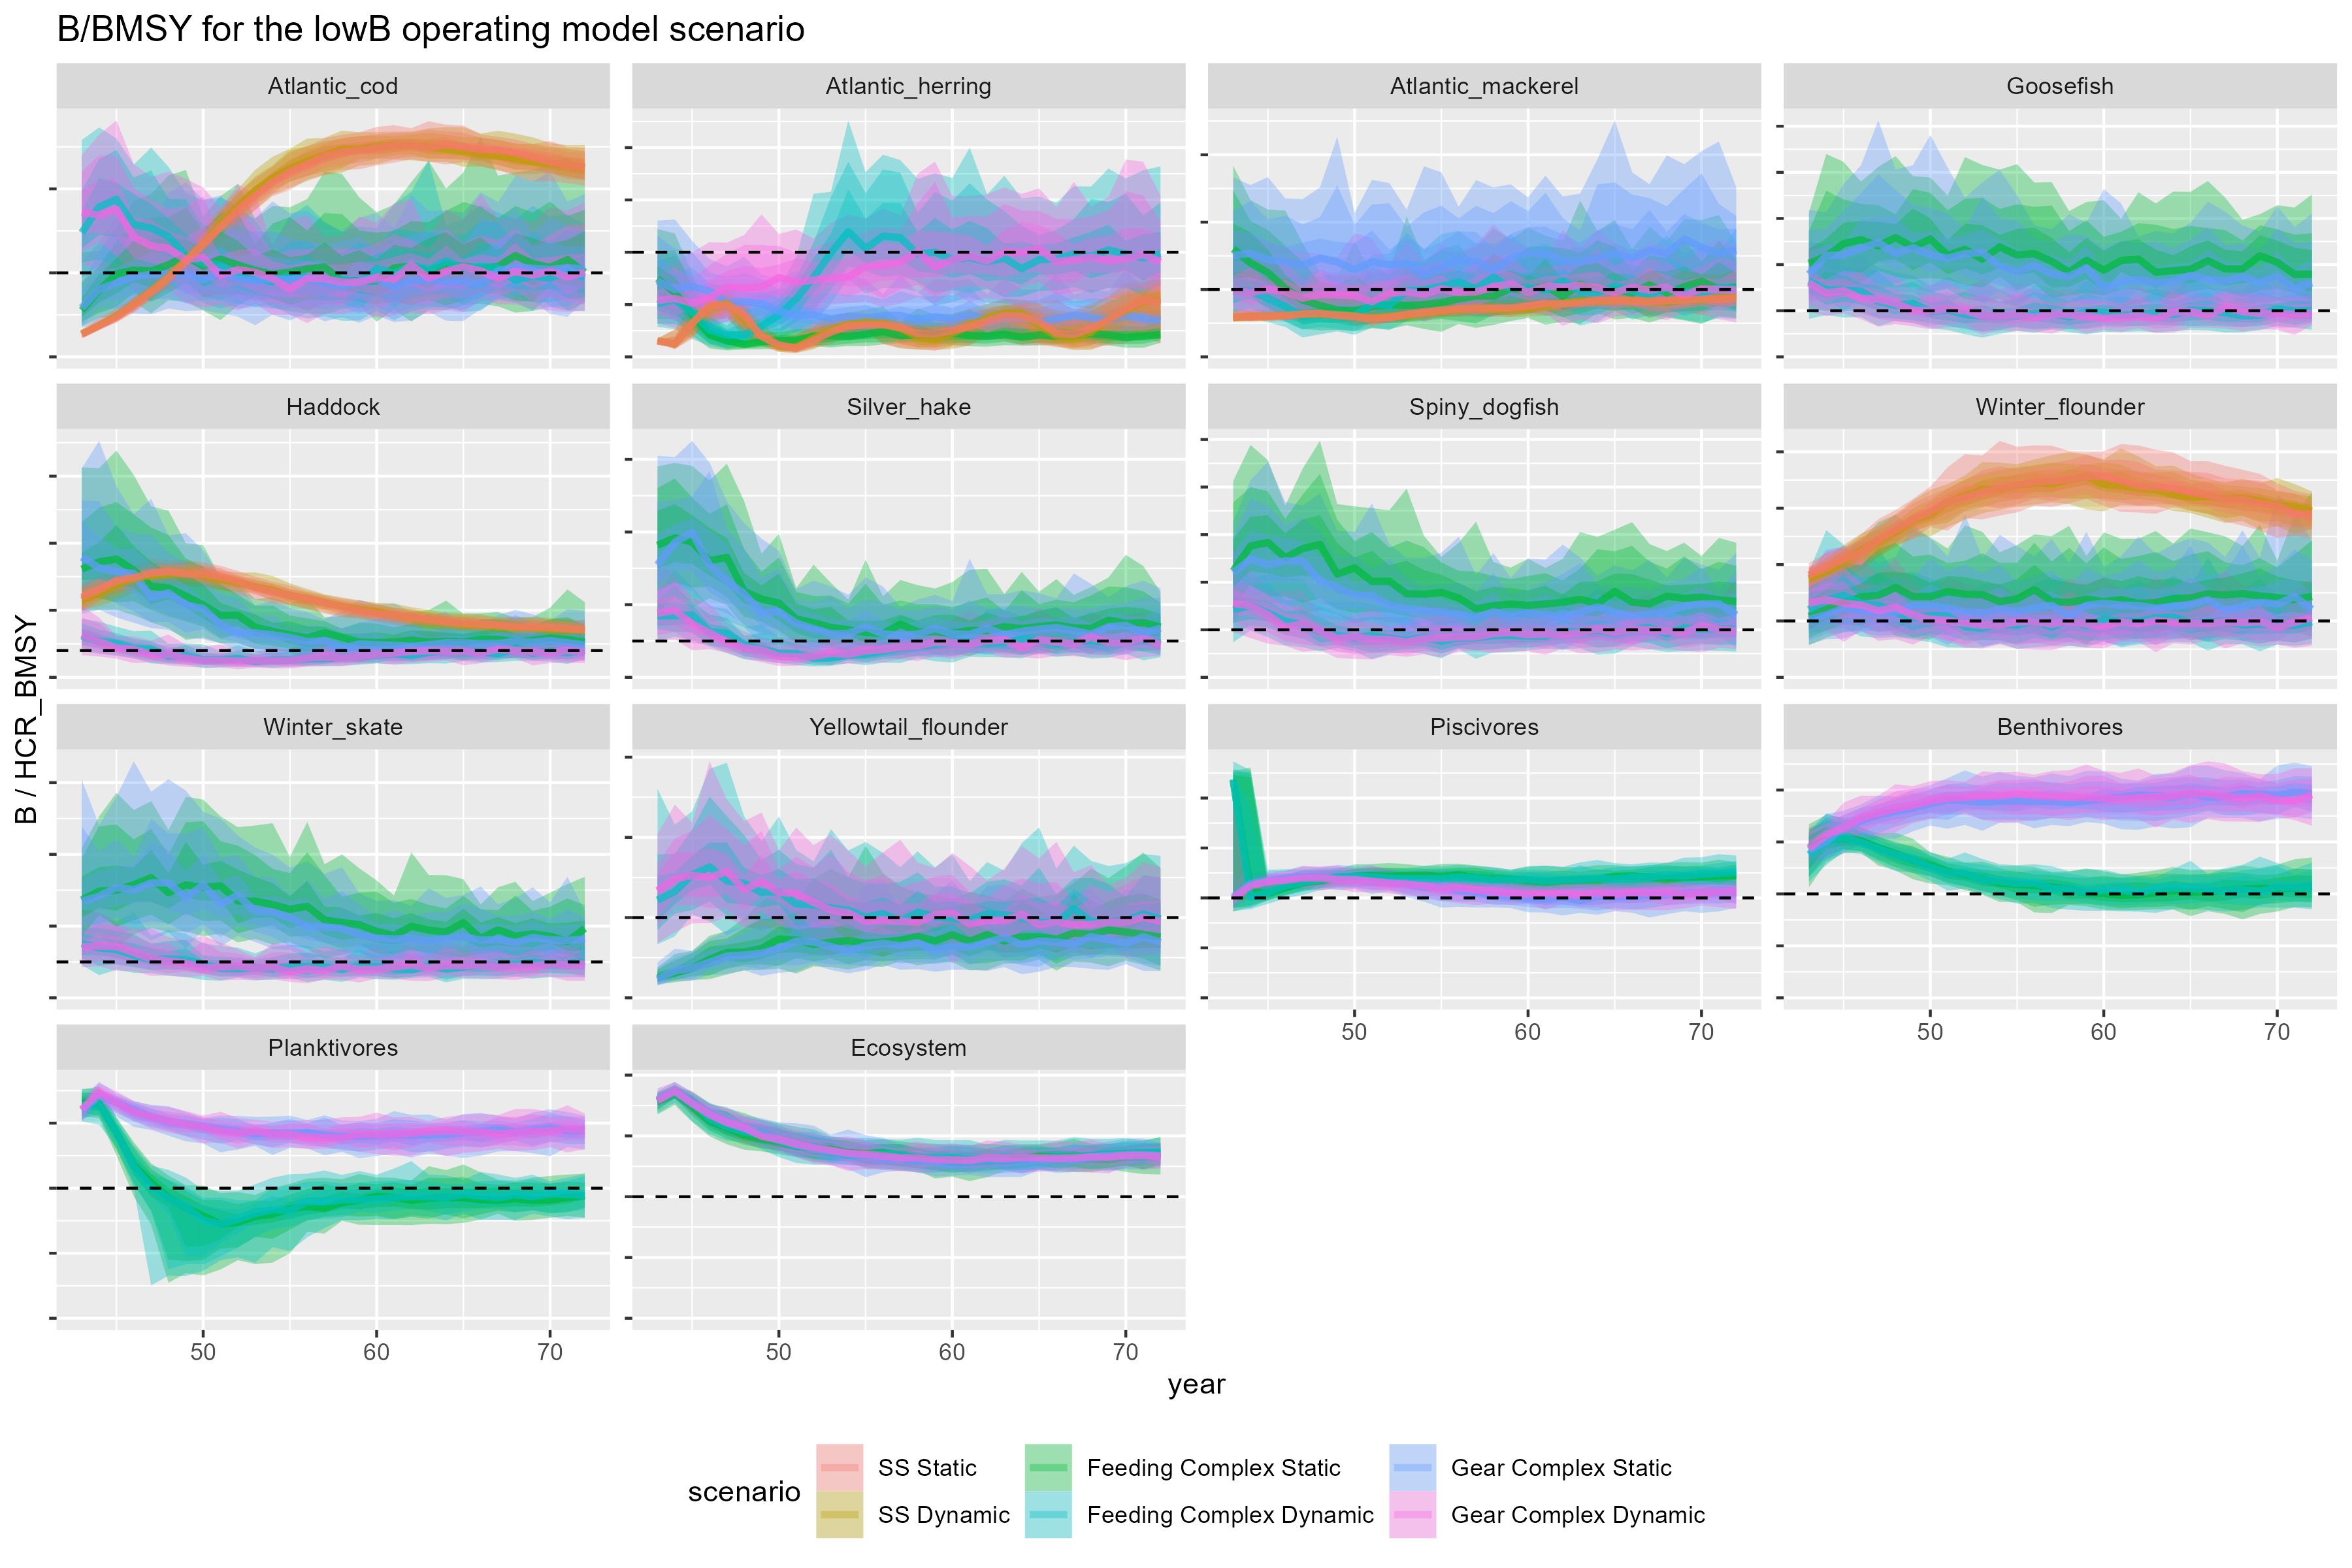 B/BMSY for the lowB operating model scenario
Atlantic_cod
Atlantic_herring
Atlantic_mackerel
Goosefish
Haddock
Silver_hake
Spiny_dogfish
Winter_flounder
B / HCR_BMSY
Winter_skate
Yellowtail_flounder
Piscivores
Benthivores
50 60 70
50 60 70
Planktivores
Ecosystem
50 60 70
50 60 70
year
scenario
SS Static
Feeding Complex Static
Gear Complex Static
SS Dynamic
Feeding Complex Dynamic
Gear Complex Dynamic